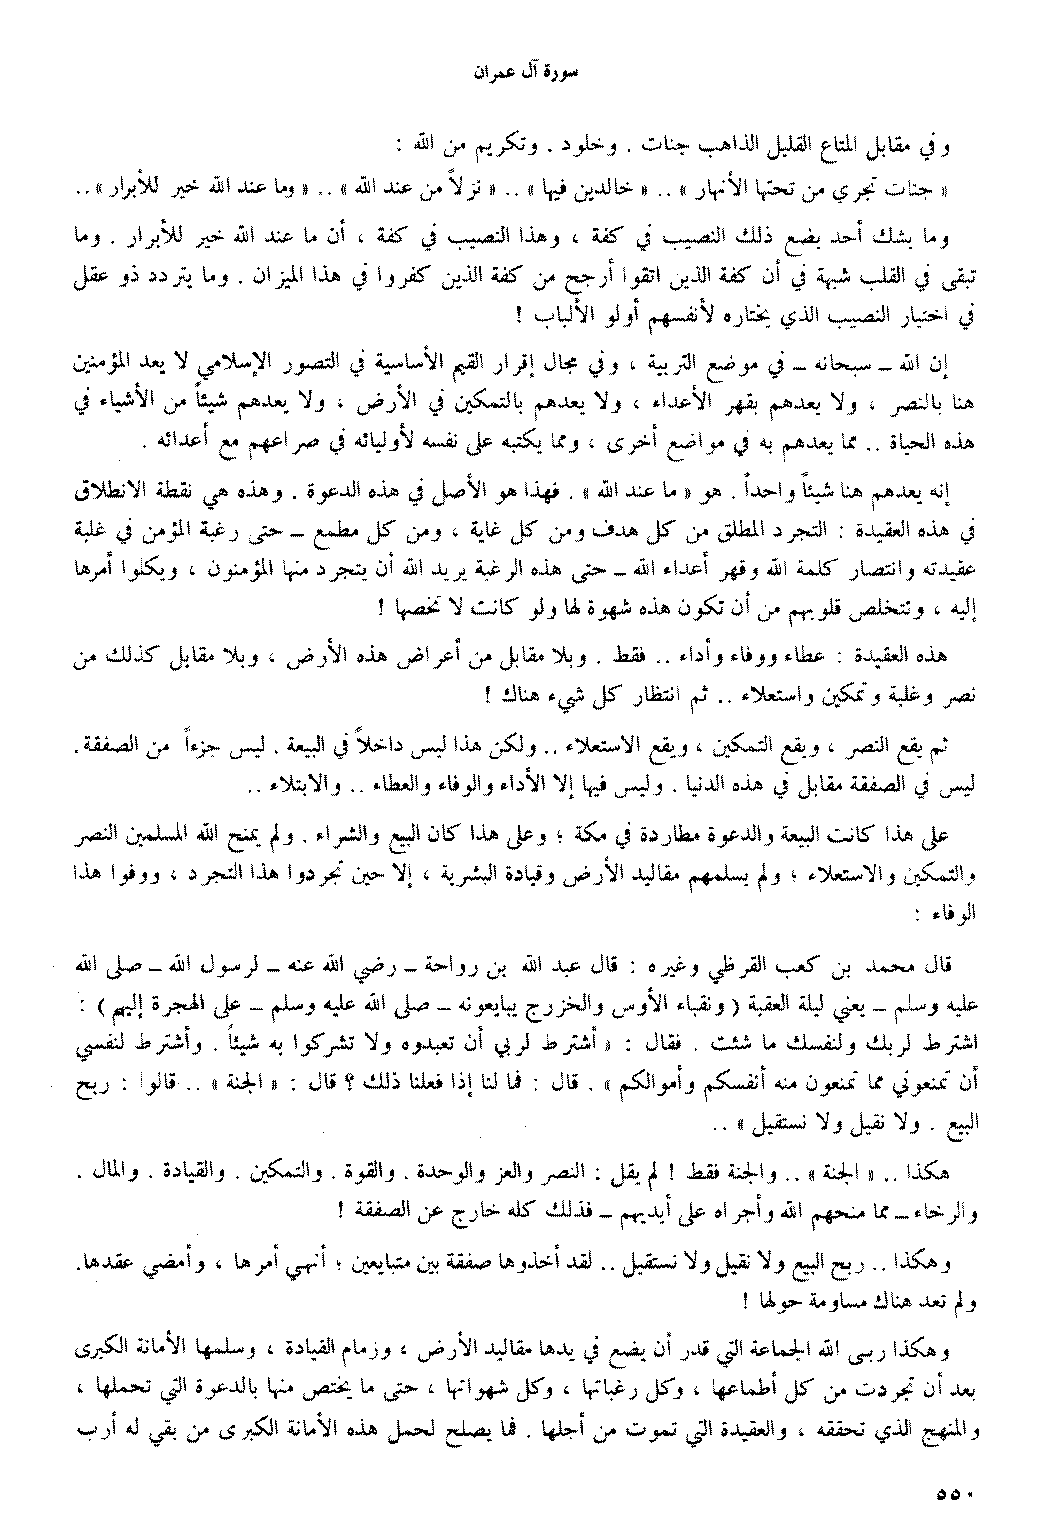 سورة آل عمران
وفي مقابل المتاع القليل الذاهب جنات . وخلود . وتكريم من الله :
« جنات تجري من تحتها الأنهار » .. « خالدين فيها » .. « نزلاً من عند الله » .. « وما عند الله خير للأبرار » ..
وما يشك أحد يضع ذلك النصيب في كفة ، وهذا النصيب في كفة ، أن ما عند الله خير للأبرار . وما
تبقى في القلب شبهة في أن كفة الذين اتقوا أرجح من كفة الذين كفروا في هذا الميزان . وما يتردد ذو عقل
في اختيار النصيب الذي يختاره لأنفسهم أولو الألباب !
إن الله – سبحانه – في موضع التربية ، وفي مجال إقرار القيم الأساسية في التصور الإسلامي لا يعد المؤمنين
هنا بالنصر ، ولا يعدهم بقهر الأعداء ، ولا يعدهم بالتمكين في الأرض ، ولا يعدهم شيئاً من الأشياء في
هذه الحياة .. مما يعدهم به في مواضع أخرى ، ومما يكتبه على نفسه لأوليائه في صراعهم مع أعدائه .
إنه يعدهم هنا شيئاً واحداً . هو « ما عند الله » . فهذا هو الأصل في هذه الدعوة . وهذه هي نقطة الانطلاق
في هذه العقيدة : التجرد المطلق من كل هدف ومن كل غاية ، ومن كل مطمع – حتى رغبة المؤمن في غلبة
عقيدته وانتصار كلمة الله وقهر أعداء الله – حتى هذه الرغبة يريد الله أن يتجرد منها المؤمنون ، ويكلوا أمرها
إليه ، وتتخلص قلوبهم من أن تكون هذه شهوة لها ولو كانت لا تخصها !
هذه العقيدة : عطاء ووفاء وأداء .. فقط . وبلا مقابل من أعراض هذه الأرض ، وبلا مقابل كذلك من
نصر وغلبة وتمكين واستعلاء .. ثم انتظار كل شيء هناك !
ثم يقع النصر ، ويقع التمكين ، ويقع الاستعلاء .. ولكن هذا ليس داخلاً في البيعة . ليس جزءاً من الصفقة .
ليس في الصفقة مقابل في هذه الدنيا . وليس فيها إلا الأداء والوفاء والعطاء .. والابتلاء ..
على هذا كانت البيعة والدعوة مطاردة في مكة ؛ وعلى هذا كان البيع والشراء . ولم يمنح الله المسلمين النصر
والتمكين والاستعلاء ؛ ولم يسلمهم مقاليد الأرض وقيادة البشرية ، إلا حين تجردوا هذا التجرد ، ووفوا هذا
الوفاء :
قال محمد بن كعب القرظي وغيره : قال عبد الله بن رواحة – رضي الله عنه – لرسول الله – صلى الله
عليه وسلم – يعني ليلة العقبة ( ونقباء الأوس والخزرج يبايعونه – صلى الله عليه وسلم – على الهجرة إليهم ) :
اشترط لربك ولنفسك ما شئت . فقال : « أشترط لربي أن تعبدوه ولا تشركوا به شيئاً . وأشترط لنفسي
أن تمنعوني مما تمنعون منه أنفسكم وأموالكم » . قال : فما لنا إذا فعلنا ذلك ؟ قال : « الجنة » .. قالوا : ربح
البيع . ولا نقيل ولا نستقيل » ..
هكذا .. « الجنة » .. والجنة فقط ! لم يقل : النصر والعز والوحدة . والقوة . والتمكين . والقيادة . والمال .
والرخاء – مما منحهم الله وأجراه على أيديهم – فذلك كله خارج عن الصفقة !
وهكذا .. ربح البيع ولا نقيل ولا نستقيل .. لقد أخذوها صفقة بين متبايعين ؛ أنهي أمرها ، وأمضي عقدها.
ولم تعد هناك مساومة حولها !
وهكذا ربى الله الجماعة التي قدر أن يضع في يدها مقاليد الأرض ، وزمام القيادة ، وسلمها الأمانة الكبرى
بعد أن تجردت من كل أطماعها ، وكل رغباتها ، وكل شهواتها ، حتى ما يختص منها بالدعوة التي تحملها ،
والمنهج الذي تحققه ، والعقيدة التي تموت من أجلها . فما يصلح لحمل هذه الأمانة الكبرى من بقي له أرب
٥٥٠